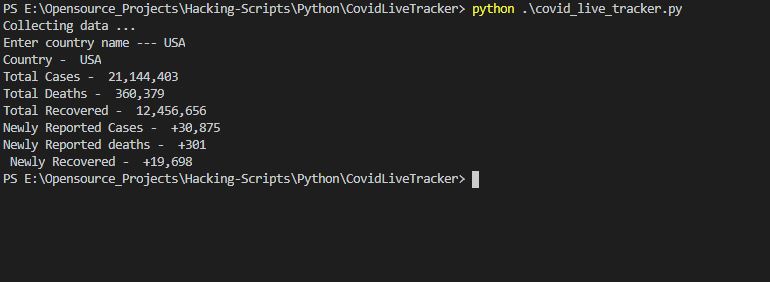 PS E:\Opensource_Projects\Hacking-Scripts\Python\CovidLiveTracker> python .\covid_live_tracker.py
Collecting data ...
Enter country name --- USA
Country -  USA
Total Cases -  21,144,403
Total Deaths -  360,379
Total Recovered -  12,456,656
Newly Reported Cases -  +30,875
Newly Reported deaths -  +301
 Newly Recovered -  +19,698
PS E:\Opensource_Projects\Hacking-Scripts\Python\CovidLiveTracker>